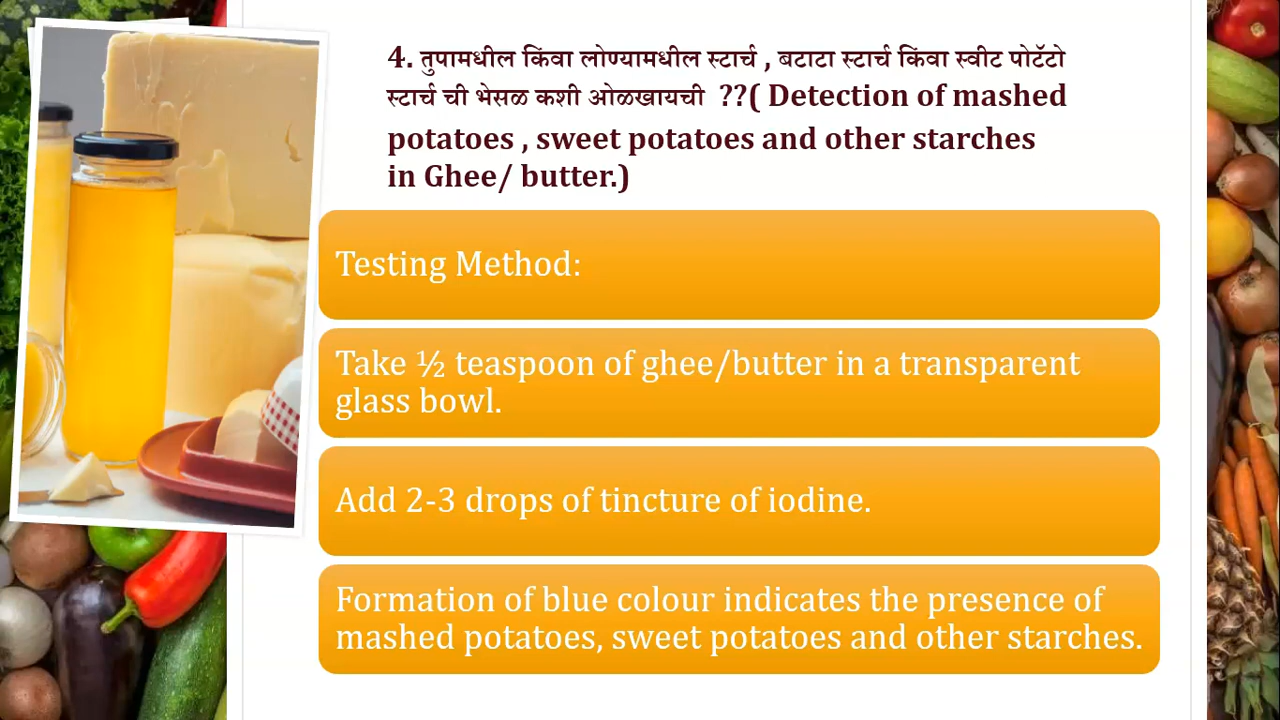 4. तुपामधील किंवा लोण्यामधील स्टार्च , बटाटा स्टार्च किंवा स्वीट पोटॅटो
स्टार्च ची भेसळ कशी ओळखायची ??( Detection of mashed
potatoes , sweet potatoes and other starches
in Ghee/ butter.)
Testing Method:
Take ½ teaspoon of ghee/butter in a transparent
glass bowl.
Add 2-3 drops of tincture of iodine.
Formation of blue colour indicates the presence of
mashed potatoes, sweet potatoes and other starches.